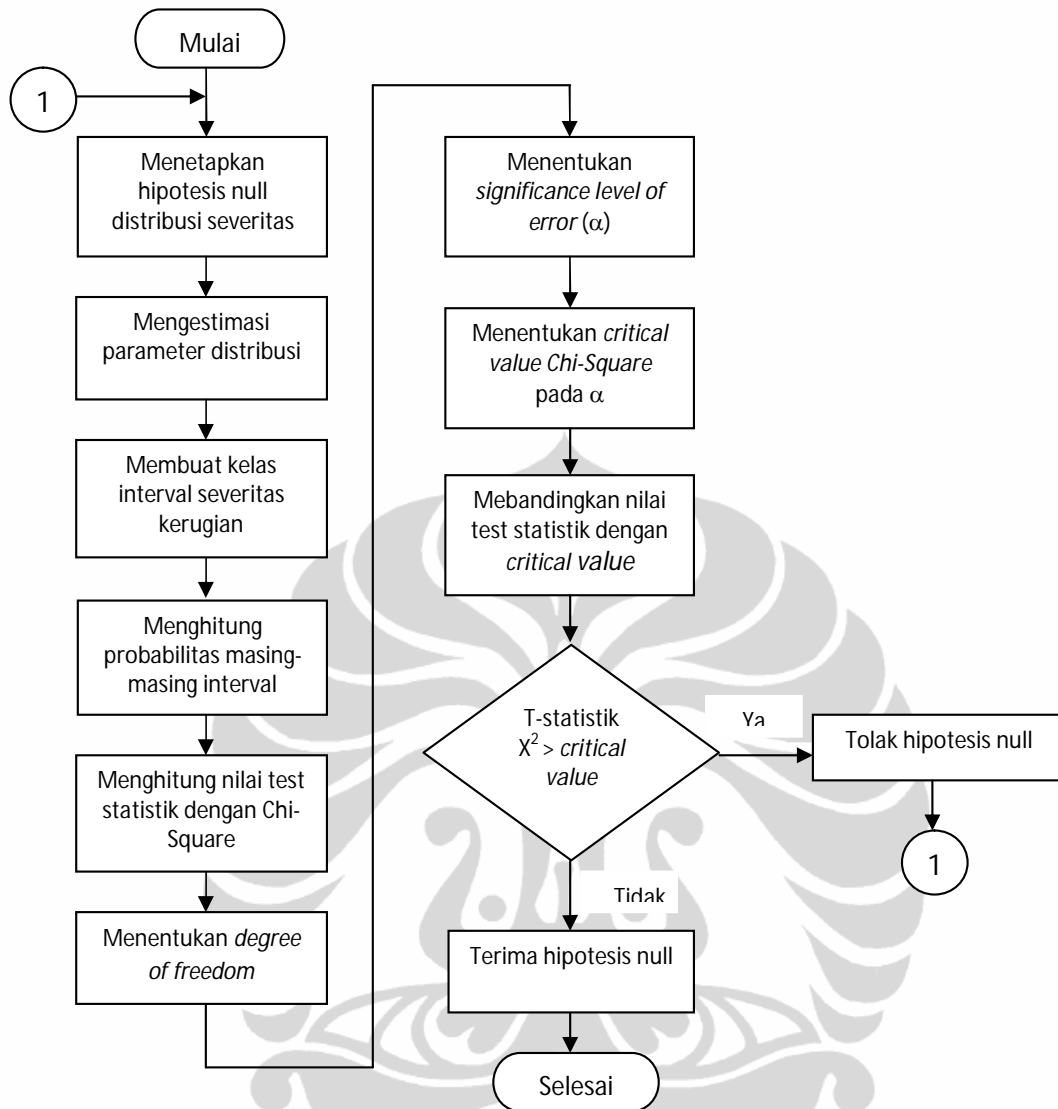 Mulai
1
Menetapkan
hipotesis null
distribusi severitas
Mengestimasi
parameter distribusi
Membuat kelas
interval severitas
kerugian
Menghitung
probabilitas masing-
masing interval
Menghitung nilai test
statistik dengan Chi-
Square
Menentukan degree
of freedom
Menentukan
significance level of
error (α)
Menentukan critical
value Chi-Square
pada α
Mebandingkan nilai
test statistik dengan
critical value
T-statistik
X² > critical
value
Ya
Tolak hipotesis null
1
Tidak
Terima hipotesis null
Selesai